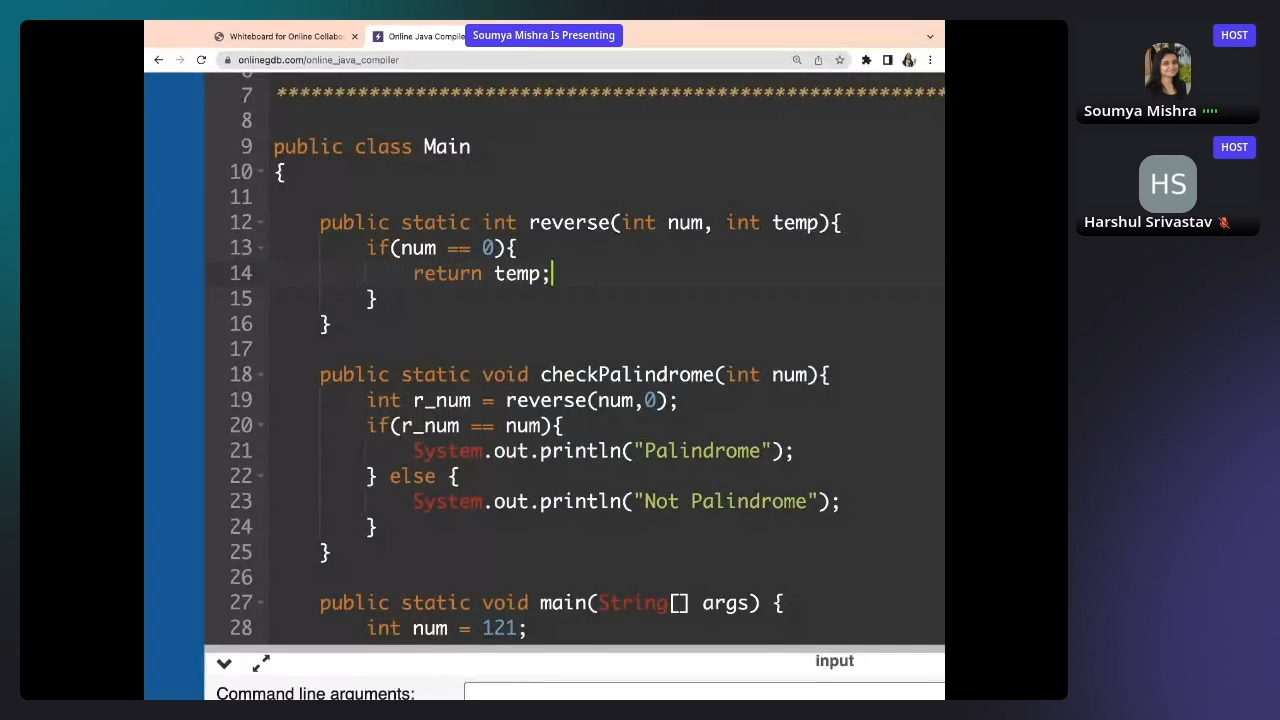 Whiteboard for Online Collabo
Online Java Compile
Soumya Mishra Is Presenting
onlinegdb.com/online_java_compiler
7 *************************************************************
8
9 public class Main
10 {
11
12 public static int reverse(int num, int temp){
13 if(num == 0){
14 return temp;
15 }
16 }
17
18 public static void checkPalindrome(int num){
19 int r_num = reverse(num,0);
20 if(r_num == num){
21 System.out.println("Palindrome");
22 } else {
23 System.out.println("Not Palindrome");
24 }
25 }
26
27 public static void main(String[] args) {
28 int num = 121;
input
Command line arguments:
HOST
Soumya Mishra
HOST
HS
Harshul Srivastav